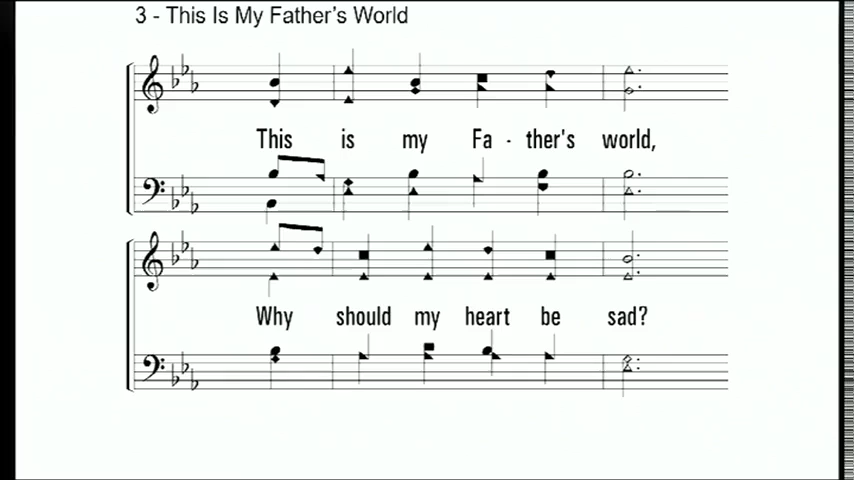 3 - This Is My Father's World
This is my Fa - ther's world,
Why should my heart be sad?